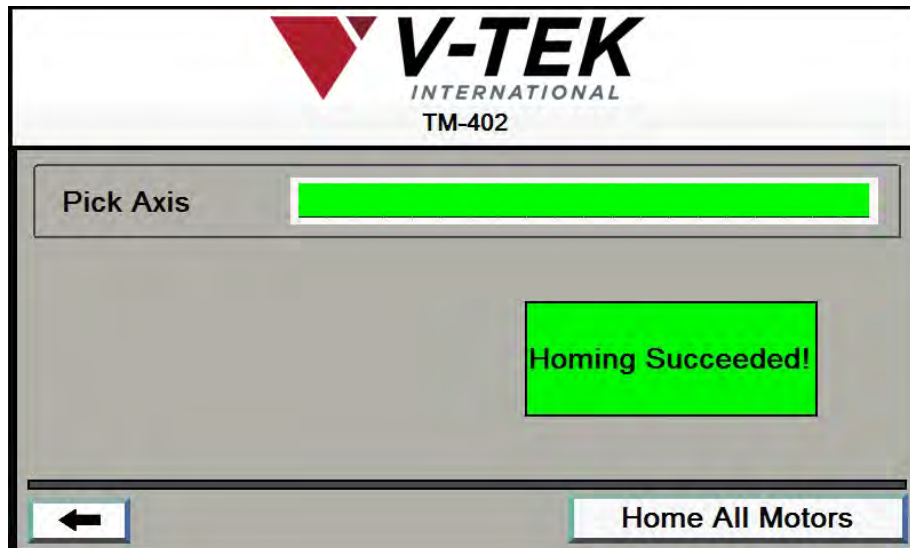 V-TEK
INTERNATIONAL
TM-402
Pick Axis
Homing Succeeded!
Home All Motors